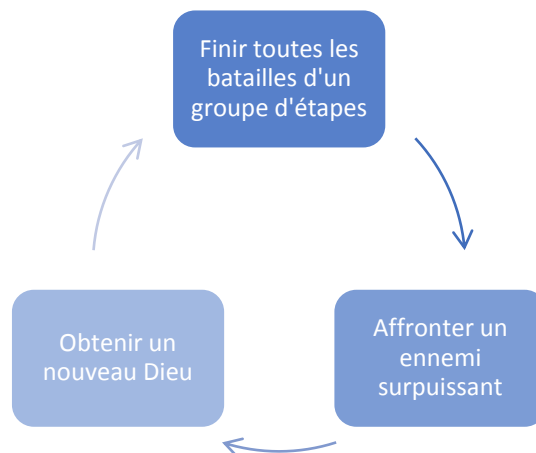 Finir toutes les
batailles d'un
groupe d'étapes
Affronter un
ennemi
surpuissant
Obtenir un
nouveau Dieu